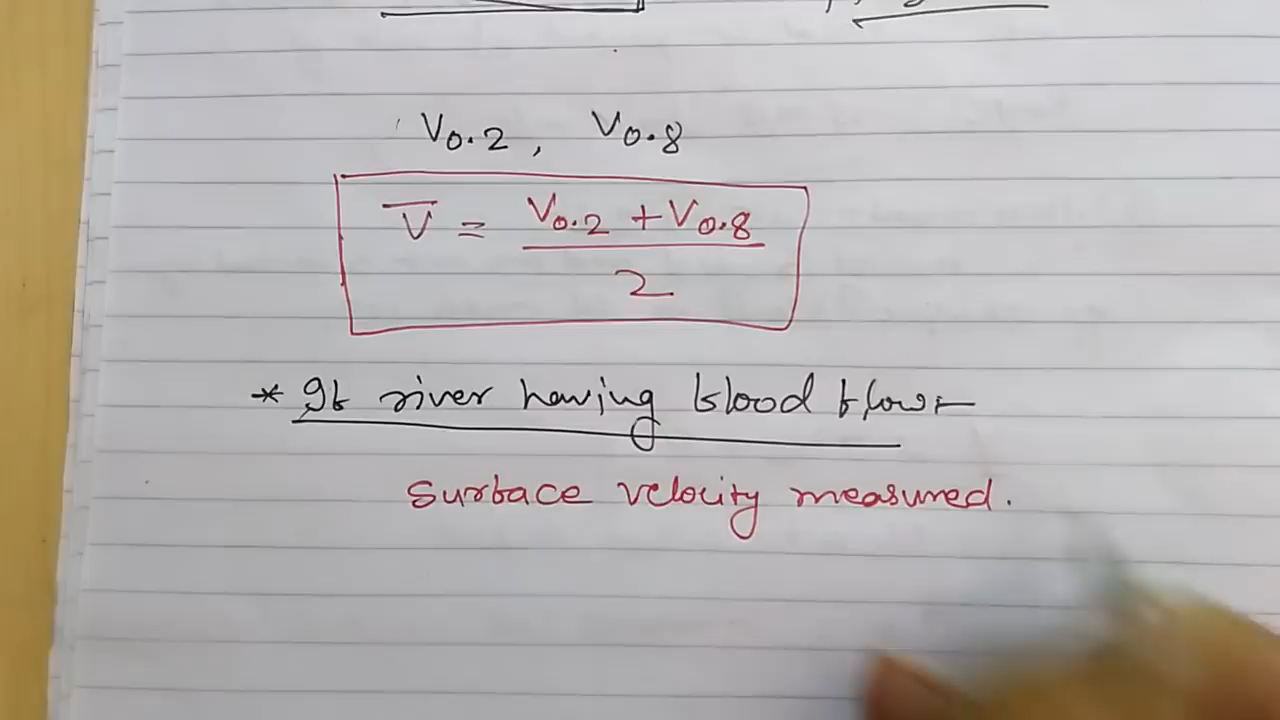 V0.2, V0.8
V̅ = (V0.2 + V0.8) / 2
* If river having flood flow -
Surface velocity measured.